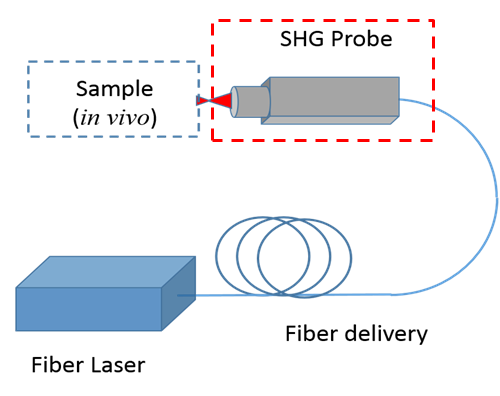 SHG Probe
Sample
(in vivo)
Fiber delivery
Fiber Laser